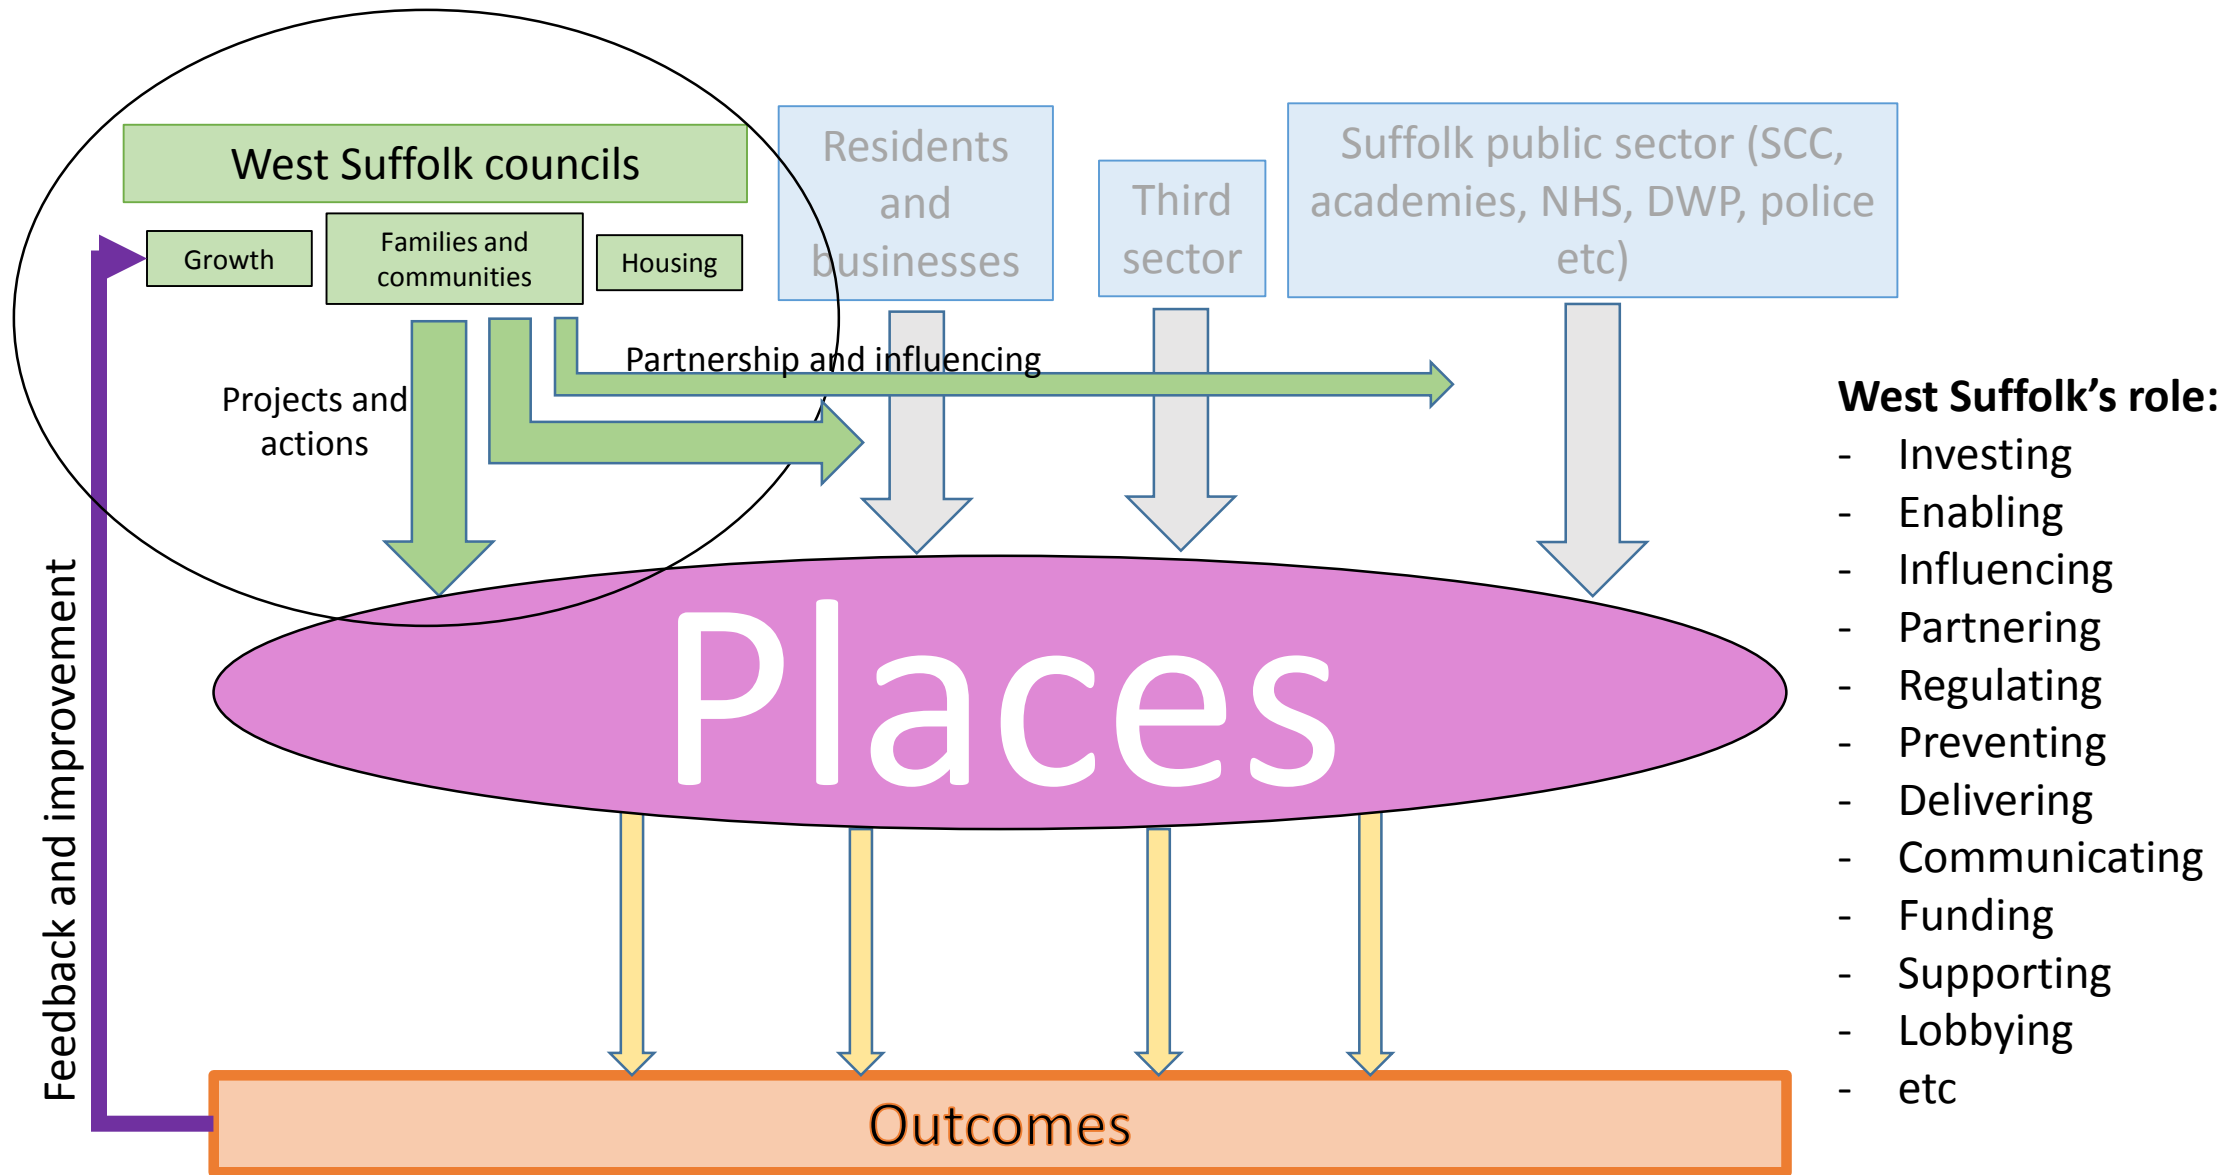 West Suffolk councils
Growth
Families and
communities
Housing
Residents
and
businesses
Third
sector
Suffolk public sector (SCC,
academies, NHS, DWP, police
etc)
Partnership and influencing
Projects and
actions
Places
Outcomes
Feedback and improvement
West Suffolk’s role:
- Investing
- Enabling
- Influencing
- Partnering
- Regulating
- Preventing
- Delivering
- Communicating
- Funding
- Supporting
- Lobbying
- etc